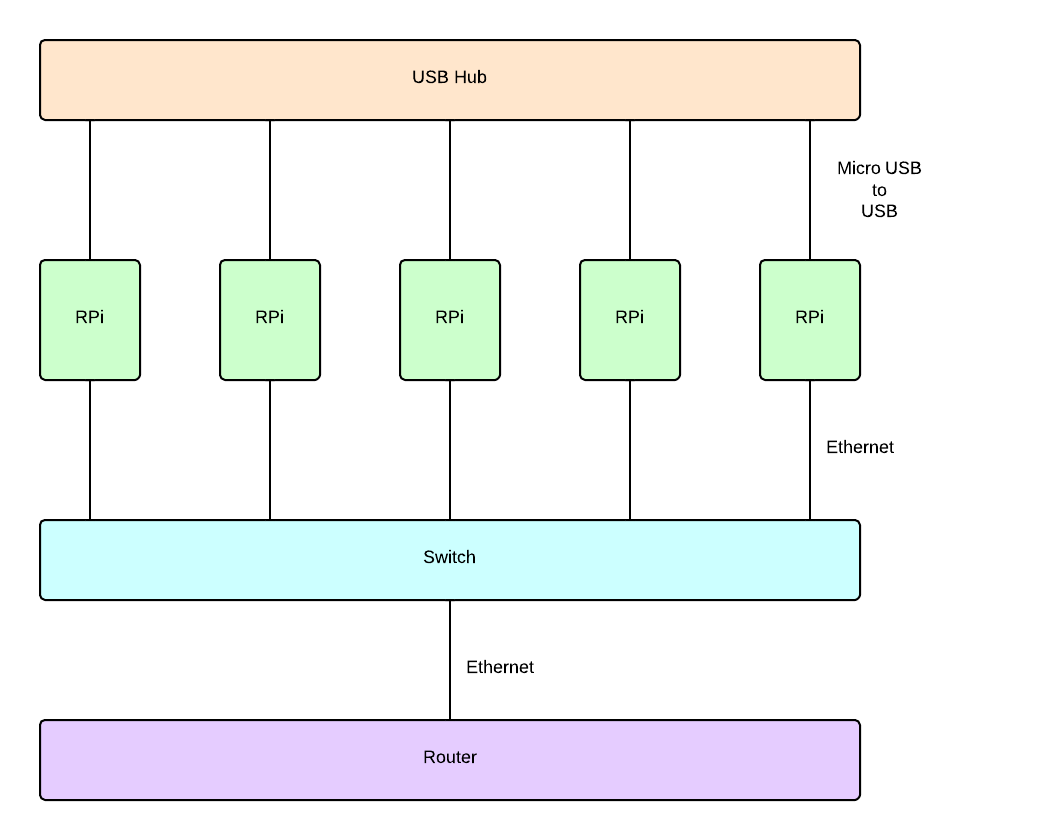 USB Hub
Micro USB
to
USB
RPi
RPi
RPi
RPi
RPi
Ethernet
Switch
Ethernet
Router